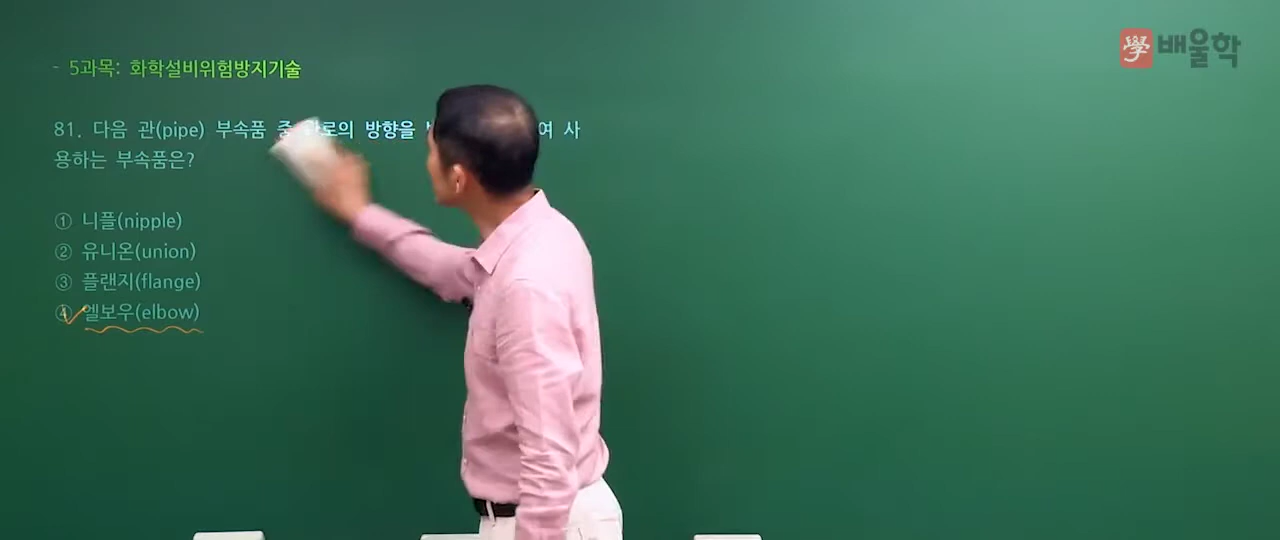 學 배울학
- 5과목: 화학설비위험방지기술
81. 다음 관(pipe) 부속품 중 관로의 방향을 여 사
용하는 부속품은?
① 니플(nipple)
② 유니온(union)
③ 플랜지(flange)
④ 엘보우(elbow)